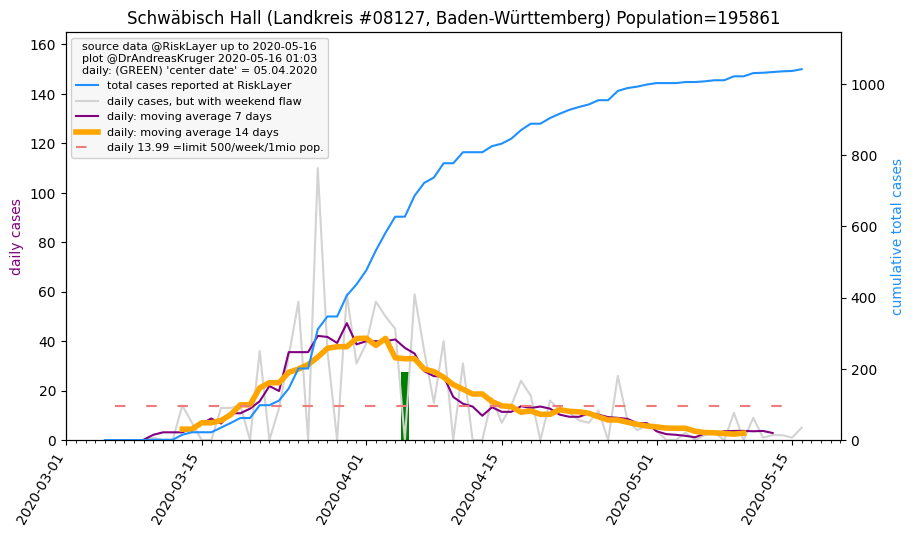 Schwäbisch Hall (Landkreis #08127, Baden-Württemberg) Population=195861
source data @RiskLayer up to 2020-05-16
plot @DrAndreasKruger 2020-05-16 01:03
daily: (GREEN) 'center date' = 05.04.2020
total cases reported at RiskLayer
daily cases, but with weekend flaw
daily: moving average 7 days
daily: moving average 14 days
daily 13.99 =limit 500/week/1mio pop.
daily cases
160
140
120
100
80
60
40
20
0
cumulative total cases
1000
800
600
400
200
0
2020-03-01
2020-03-15
2020-04-01
2020-04-15
2020-05-01
2020-05-15